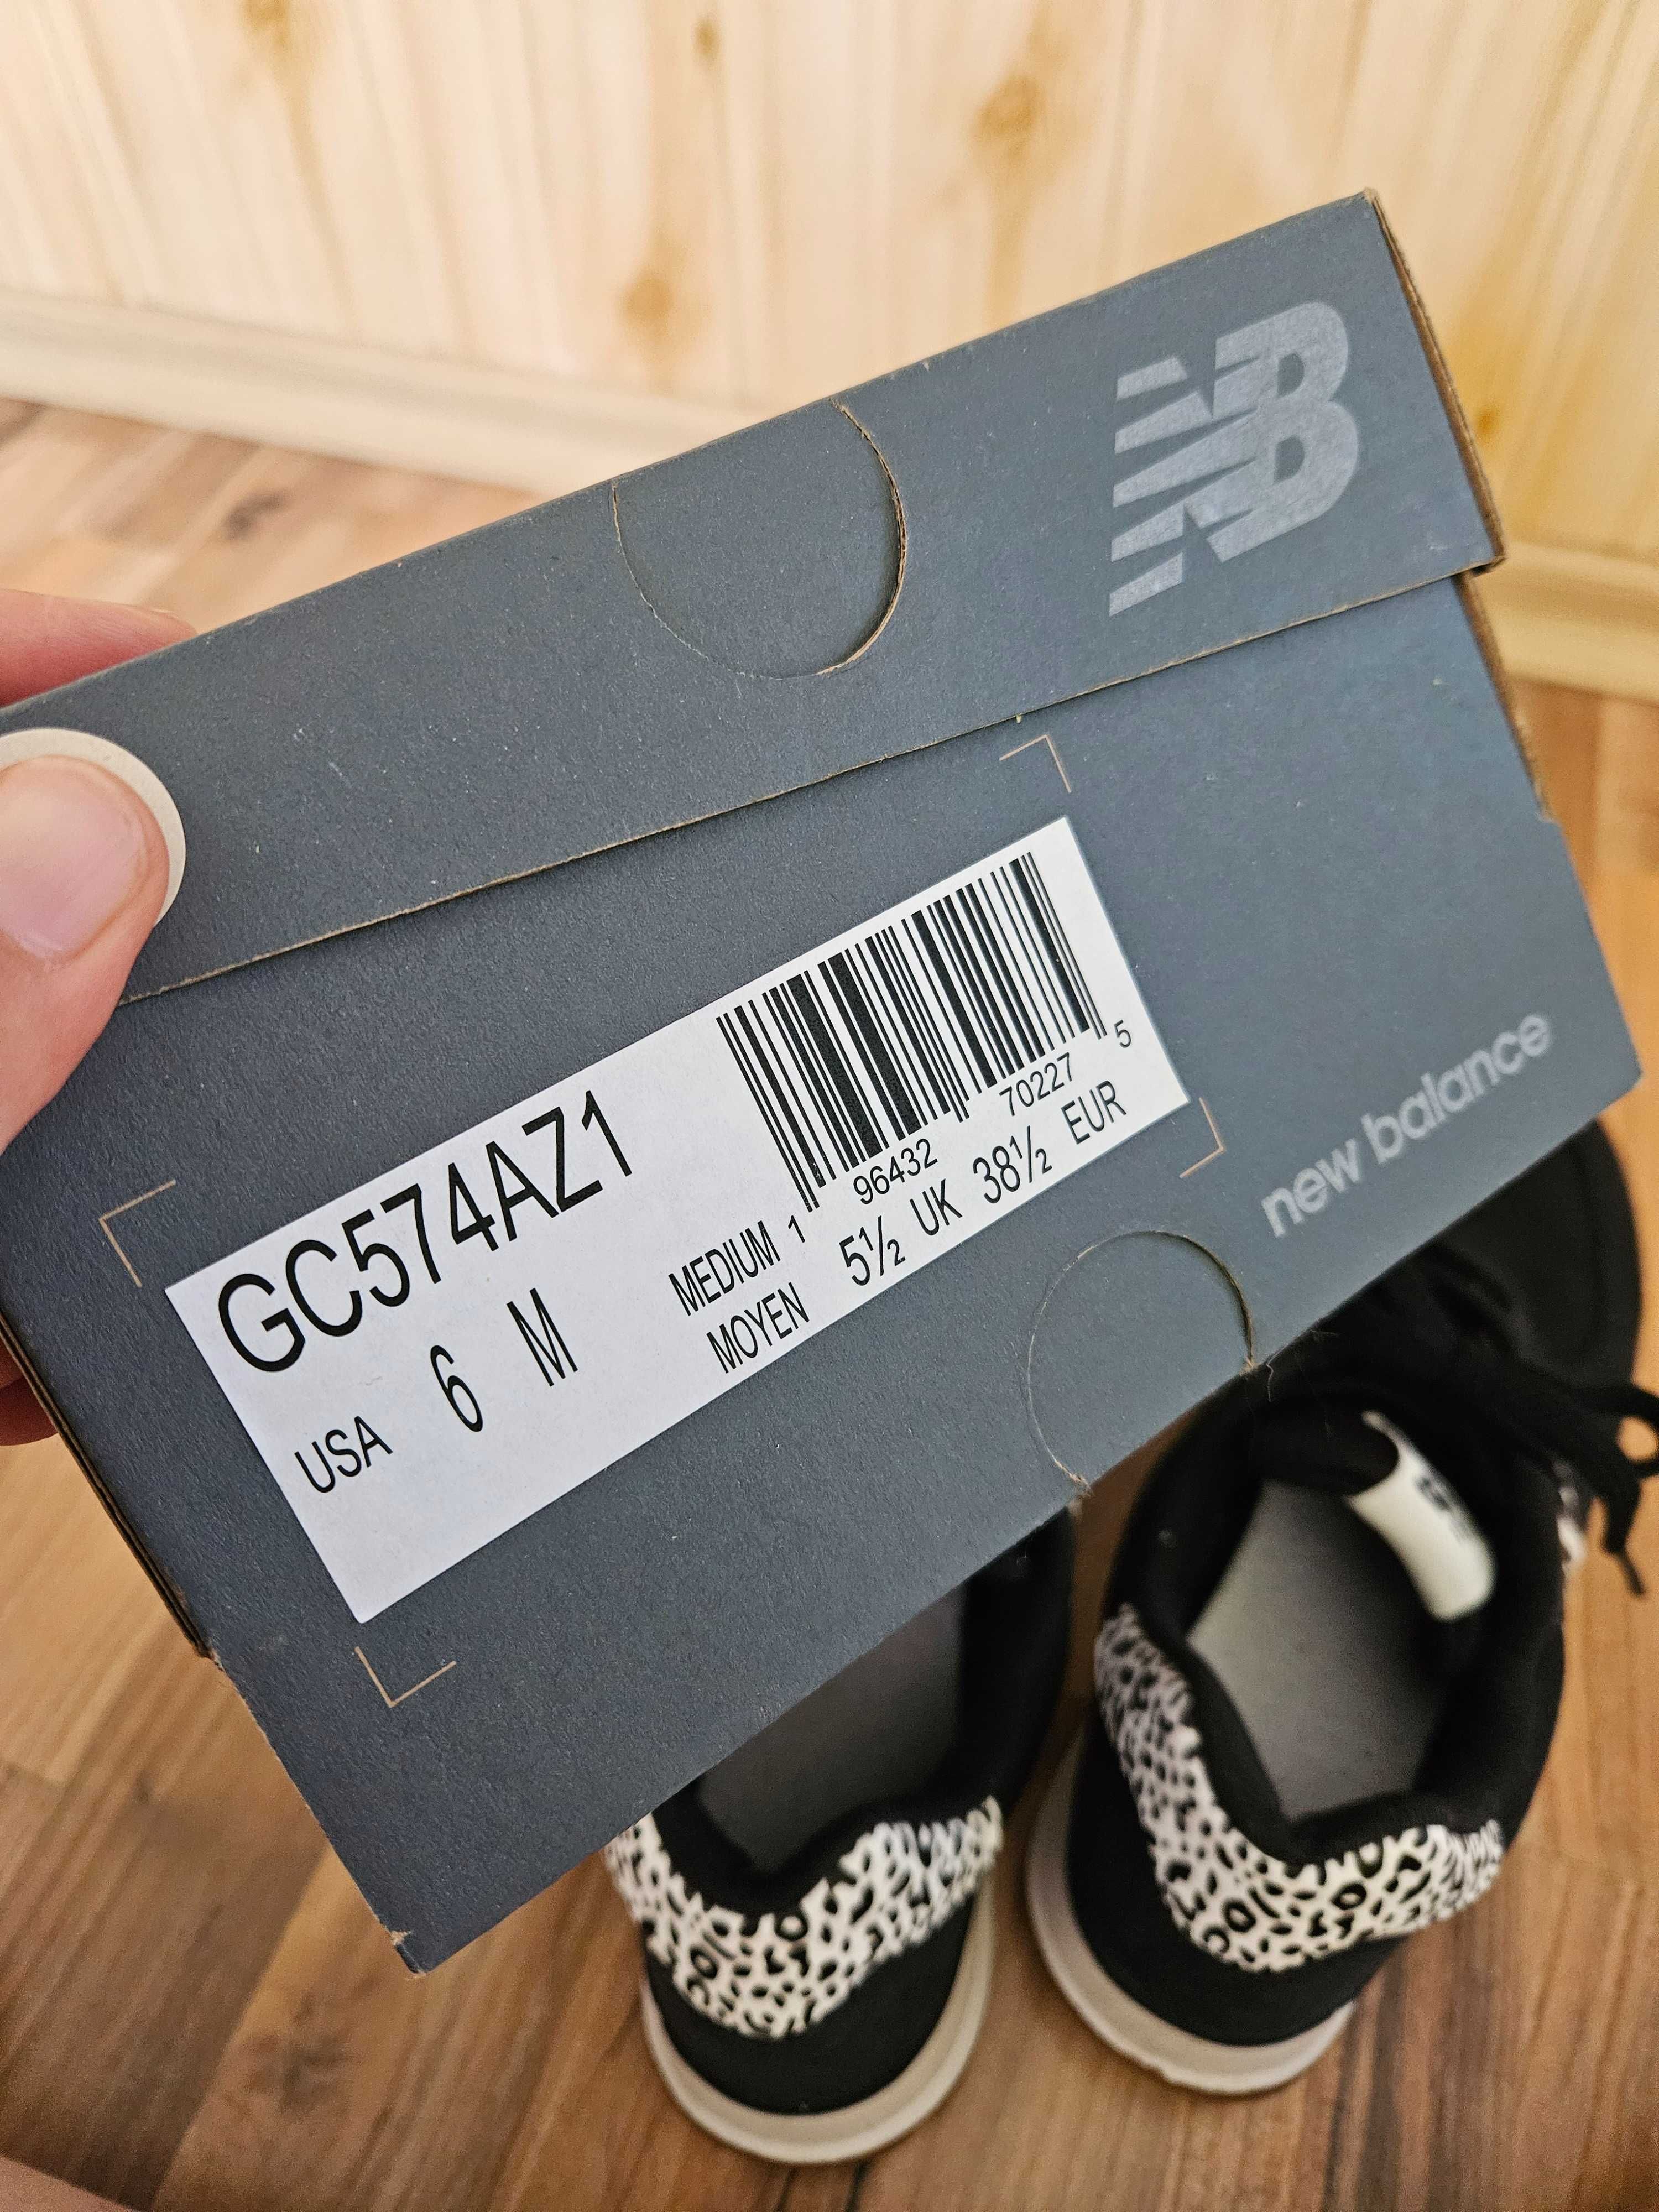 NB
GC574AZ1
1 96432 70227 5
USA 6 M MEDIUM 5½ UK 38½ EUR
MOYEN
new balance